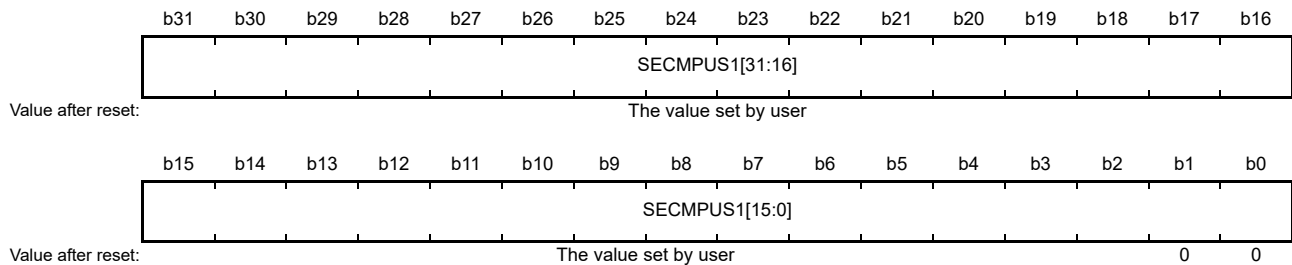 b31 b30 b29 b28 b27 b26 b25 b24 b23 b22 b21 b20 b19 b18 b17 b16
SECMPUS1[31:16]
Value after reset: The value set by user
b15 b14 b13 b12 b11 b10 b9 b8 b7 b6 b5 b4 b3 b2 b1 b0
SECMPUS1[15:0]
Value after reset: The value set by user 0 0